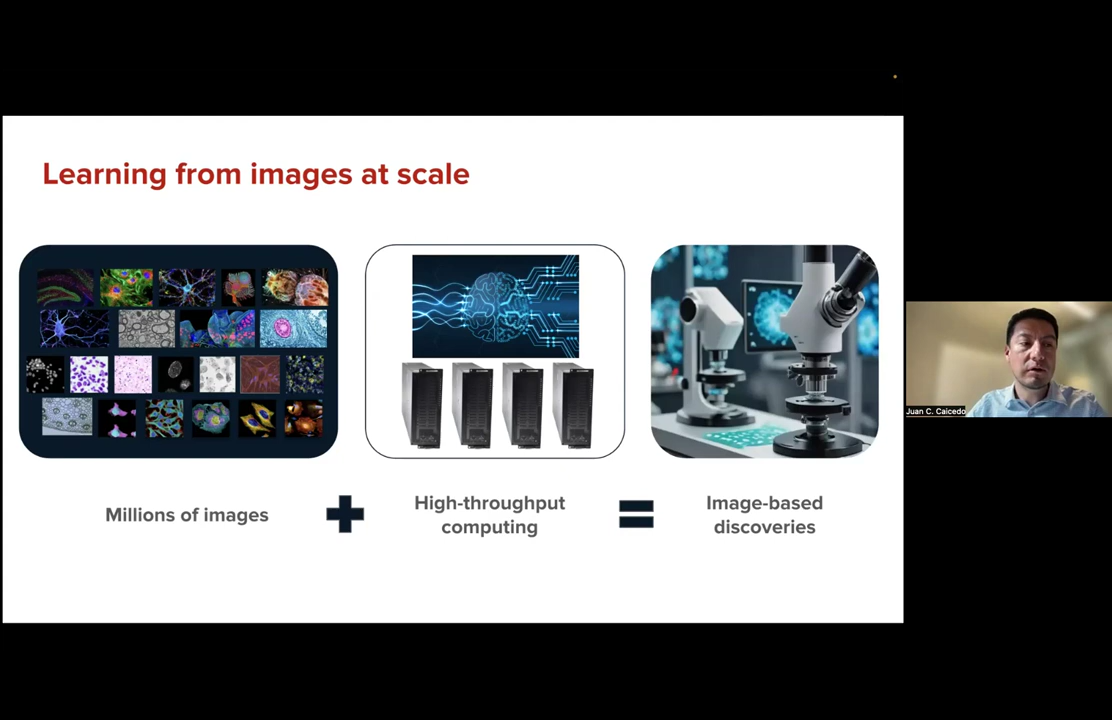 Learning from images at scale
Millions of images
High-throughput
computing
Image-based
discoveries
Juan C. Caicedo